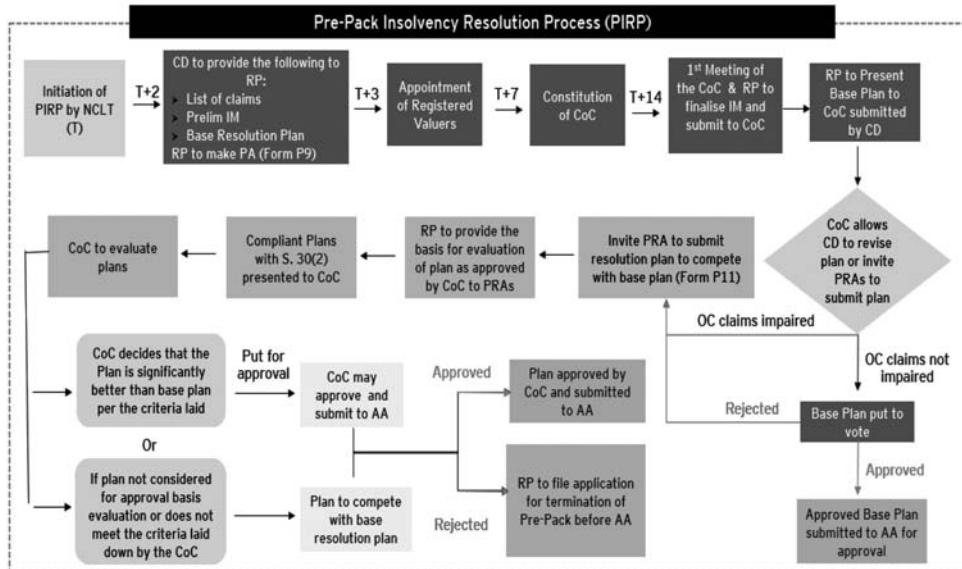 Pre-Pack Insolvency Resolution Process (PIRP)
Initiation of
PIRP by NCLT
(T)
T+2
CD to provide the following to
RP:
List of claims
Prelim IM
Base Resolution Plan
RP to make PA (Form P9)
T+3
Appointment
of Registered
Valuers
T+7
Constitution
of CoC
T+14
1st Meeting of
the CoC & RP to
finalise IM and
submit to CoC
RP to Present
Base Plan to
CoC submitted
by CD
CoC allows
CD to revise
plan or invite
PRAs to
submit plan
Invite PRA to submit
resolution plan to compete
with base plan (Form P11)
RP to provide the
basis for evaluation
of plan as approved
by CoC to PRAs
Compliant Plans
with S. 30(2)
presented to CoC
CoC to evaluate
plans
OC claims impaired
OC claims not
impaired
Rejected
Base Plan put to
vote
Approved
Approved Base Plan
submitted to AA for
approval
CoC decides that the
Plan is significantly
better than base plan
per the criteria laid
Put for
approval
CoC may
approve and
submit to AA
Or
If plan not considered
for approval basis
evaluation or does not
meet the criteria laid
down by the CoC
Plan to compete
with base
resolution plan
Approved
Plan approved by
CoC and submitted
to AA
Rejected
RP to file application
for termination of
Pre-Pack before AA